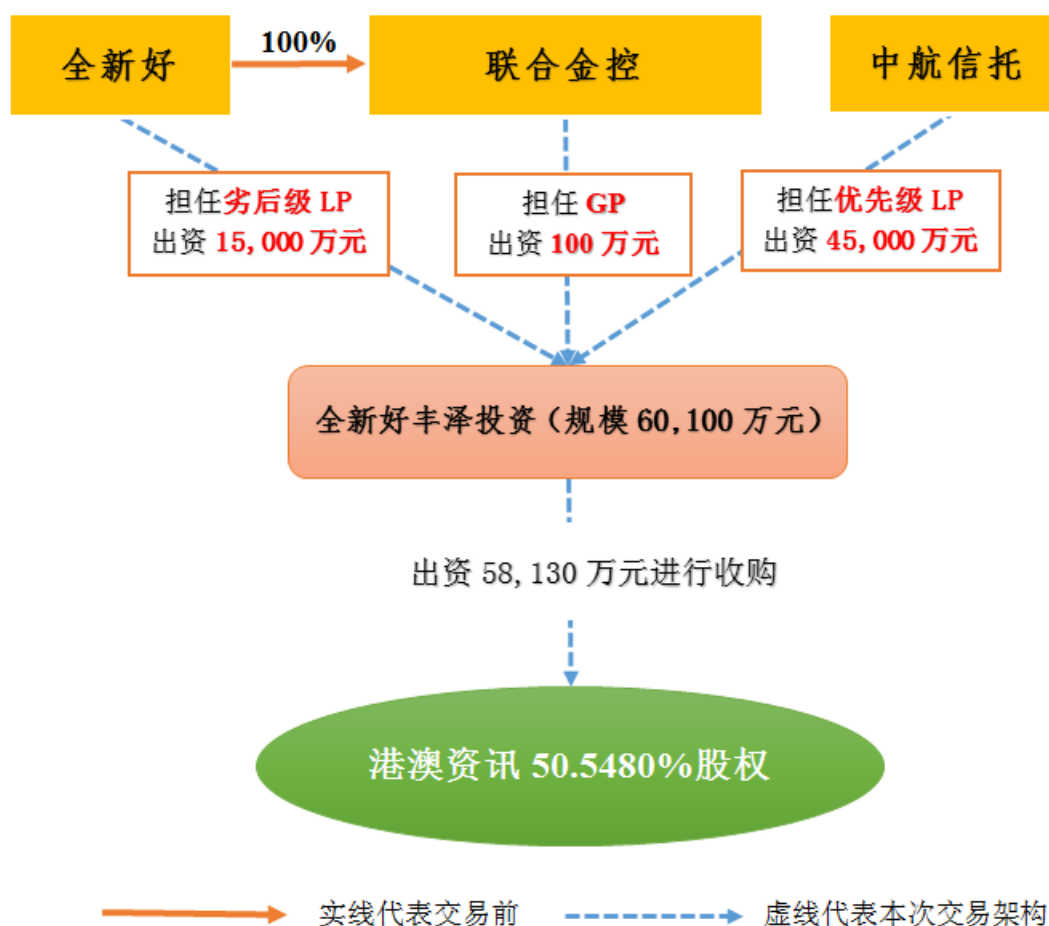 全新好
100%
联合金控
中航信托
担任劣后级 LP
出资 15,000 万元
担任 GP
出资 100 万元
担任优先级 LP
出资 45,000 万元
全新好丰泽投资（规模 60,100 万元）
出资 58,130 万元进行收购
港澳资讯 50.5480%股权
实线代表交易前
虚线代表本次交易架构